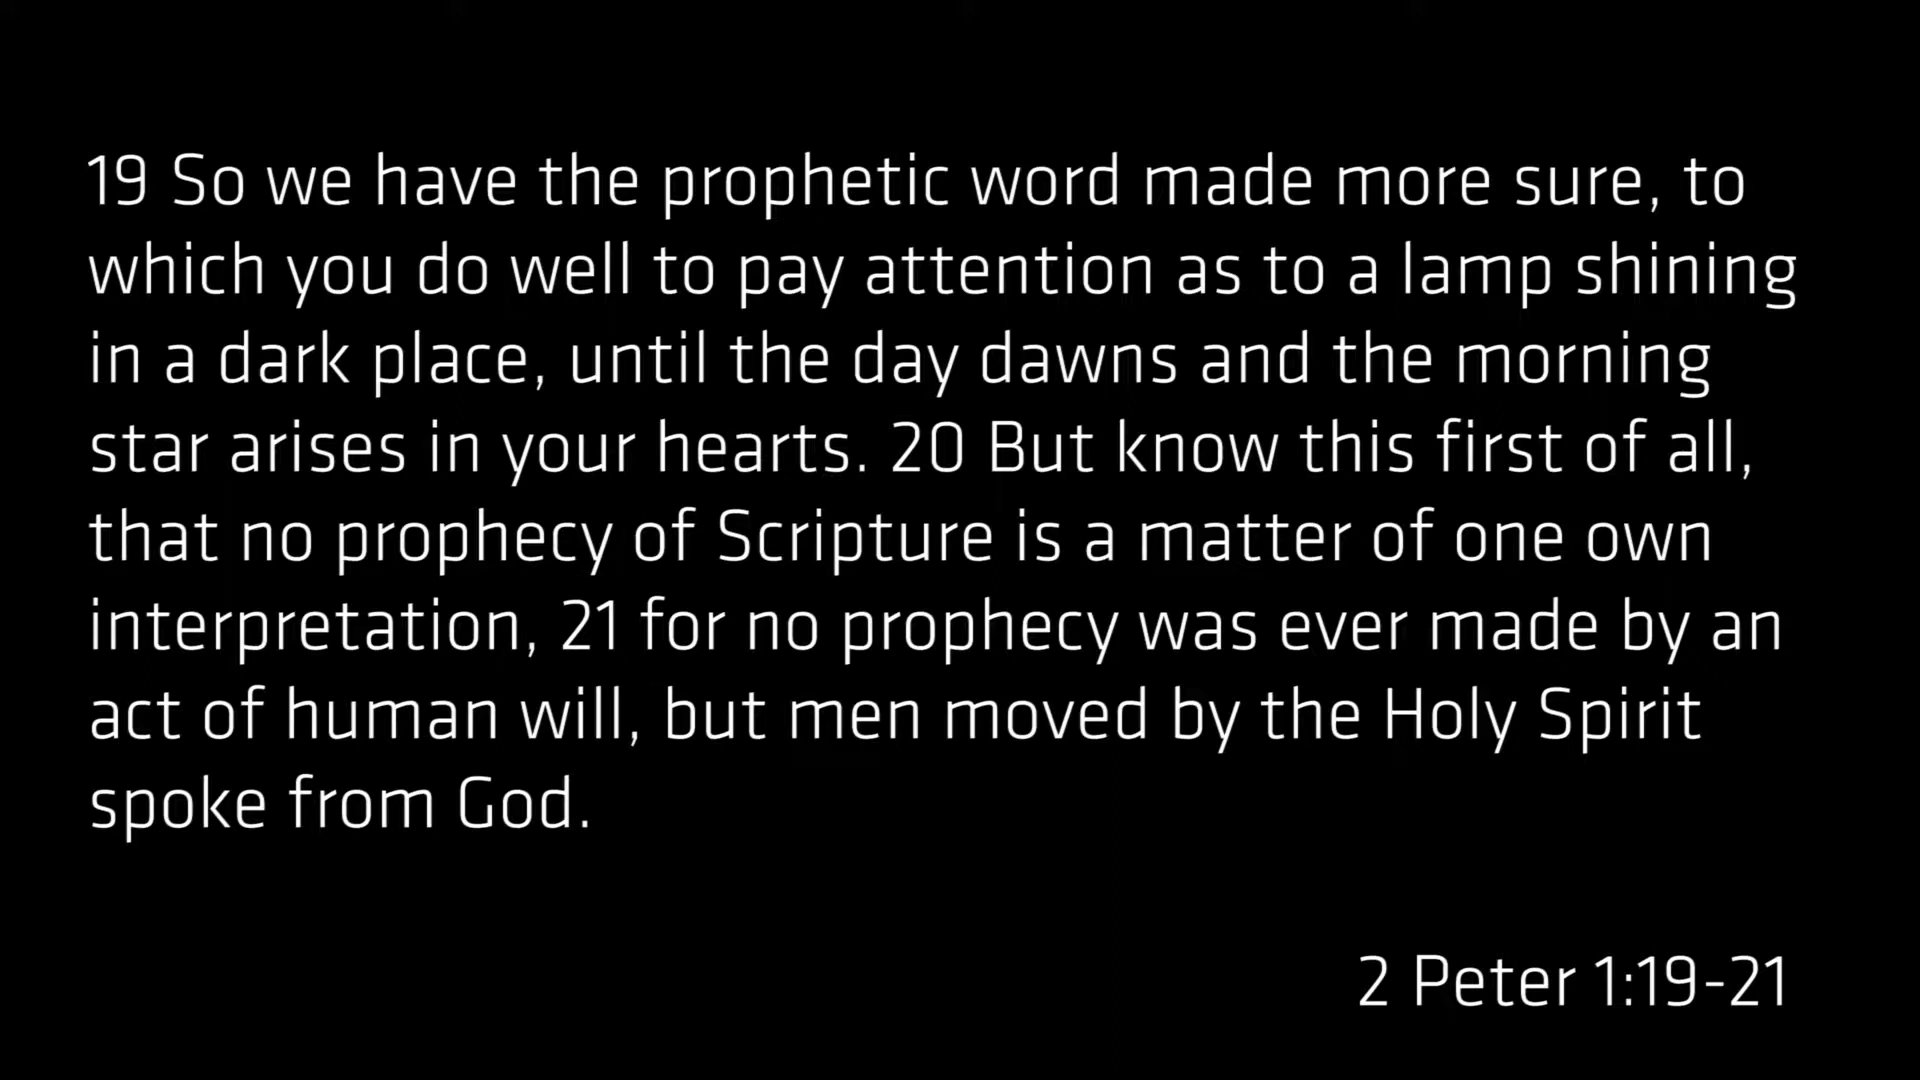 19 So we have the prophetic word made more sure, to
which you do well to pay attention as to a lamp shining
in a dark place, until the day dawns and the morning
star arises in your hearts. 20 But know this first of all,
that no prophecy of Scripture is a matter of one own
interpretation, 21 for no prophecy was ever made by an
act of human will, but men moved by the Holy Spirit
spoke from God.
2 Peter 1:19-21